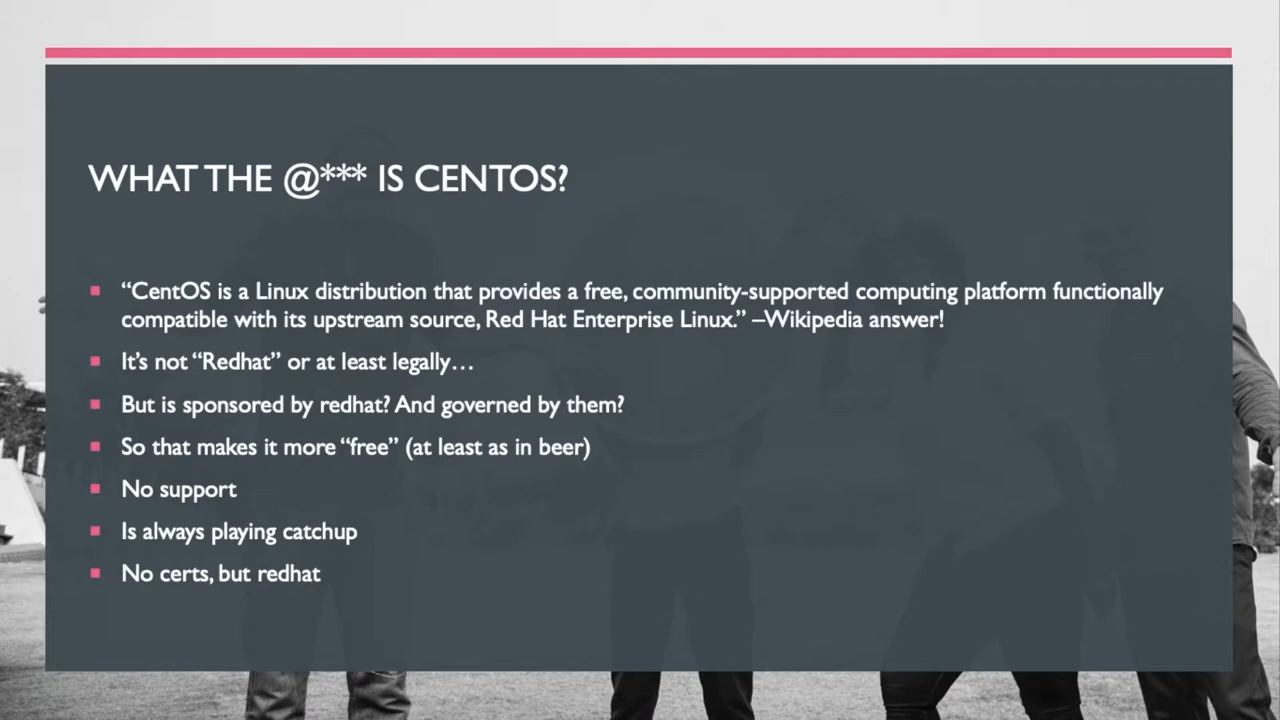 WHAT THE @*** IS CENTOS?
“CentOS is a Linux distribution that provides a free, community-supported computing platform functionally
compatible with its upstream source, Red Hat Enterprise Linux.” –Wikipedia answer!
It’s not “Redhat” or at least legally…
But is sponsored by redhat? And governed by them?
So that makes it more “free” (at least as in beer)
No support
Is always playing catchup
No certs, but redhat